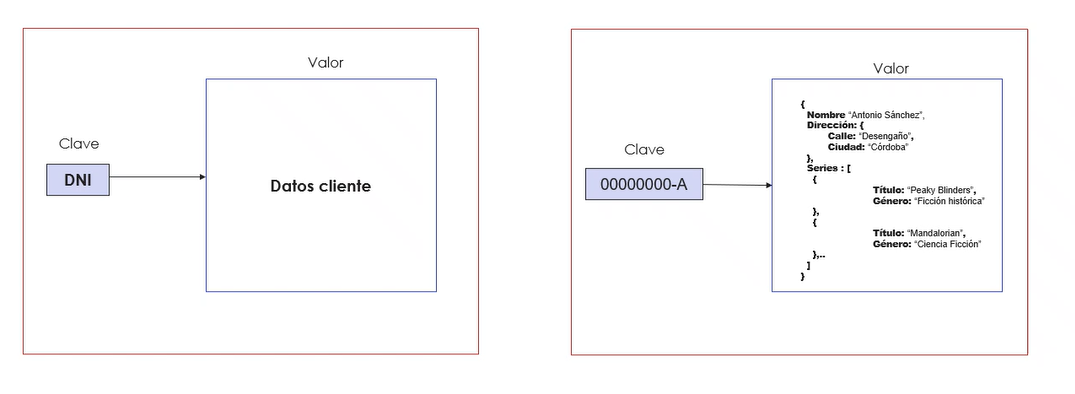 Valor
Clave
DNI
Datos cliente
Valor
Clave
00000000-A
{
Nombre “Antonio Sánchez”,
Dirección: {
Calle: “Desengaño”,
Ciudad: “Córdoba”
},
Series : [
{
Título: “Peaky Blinders”,
Género: “Ficción histórica”
},
{
Título: “Mandalorian”,
Género: “Ciencia Ficción”
},..
]
}